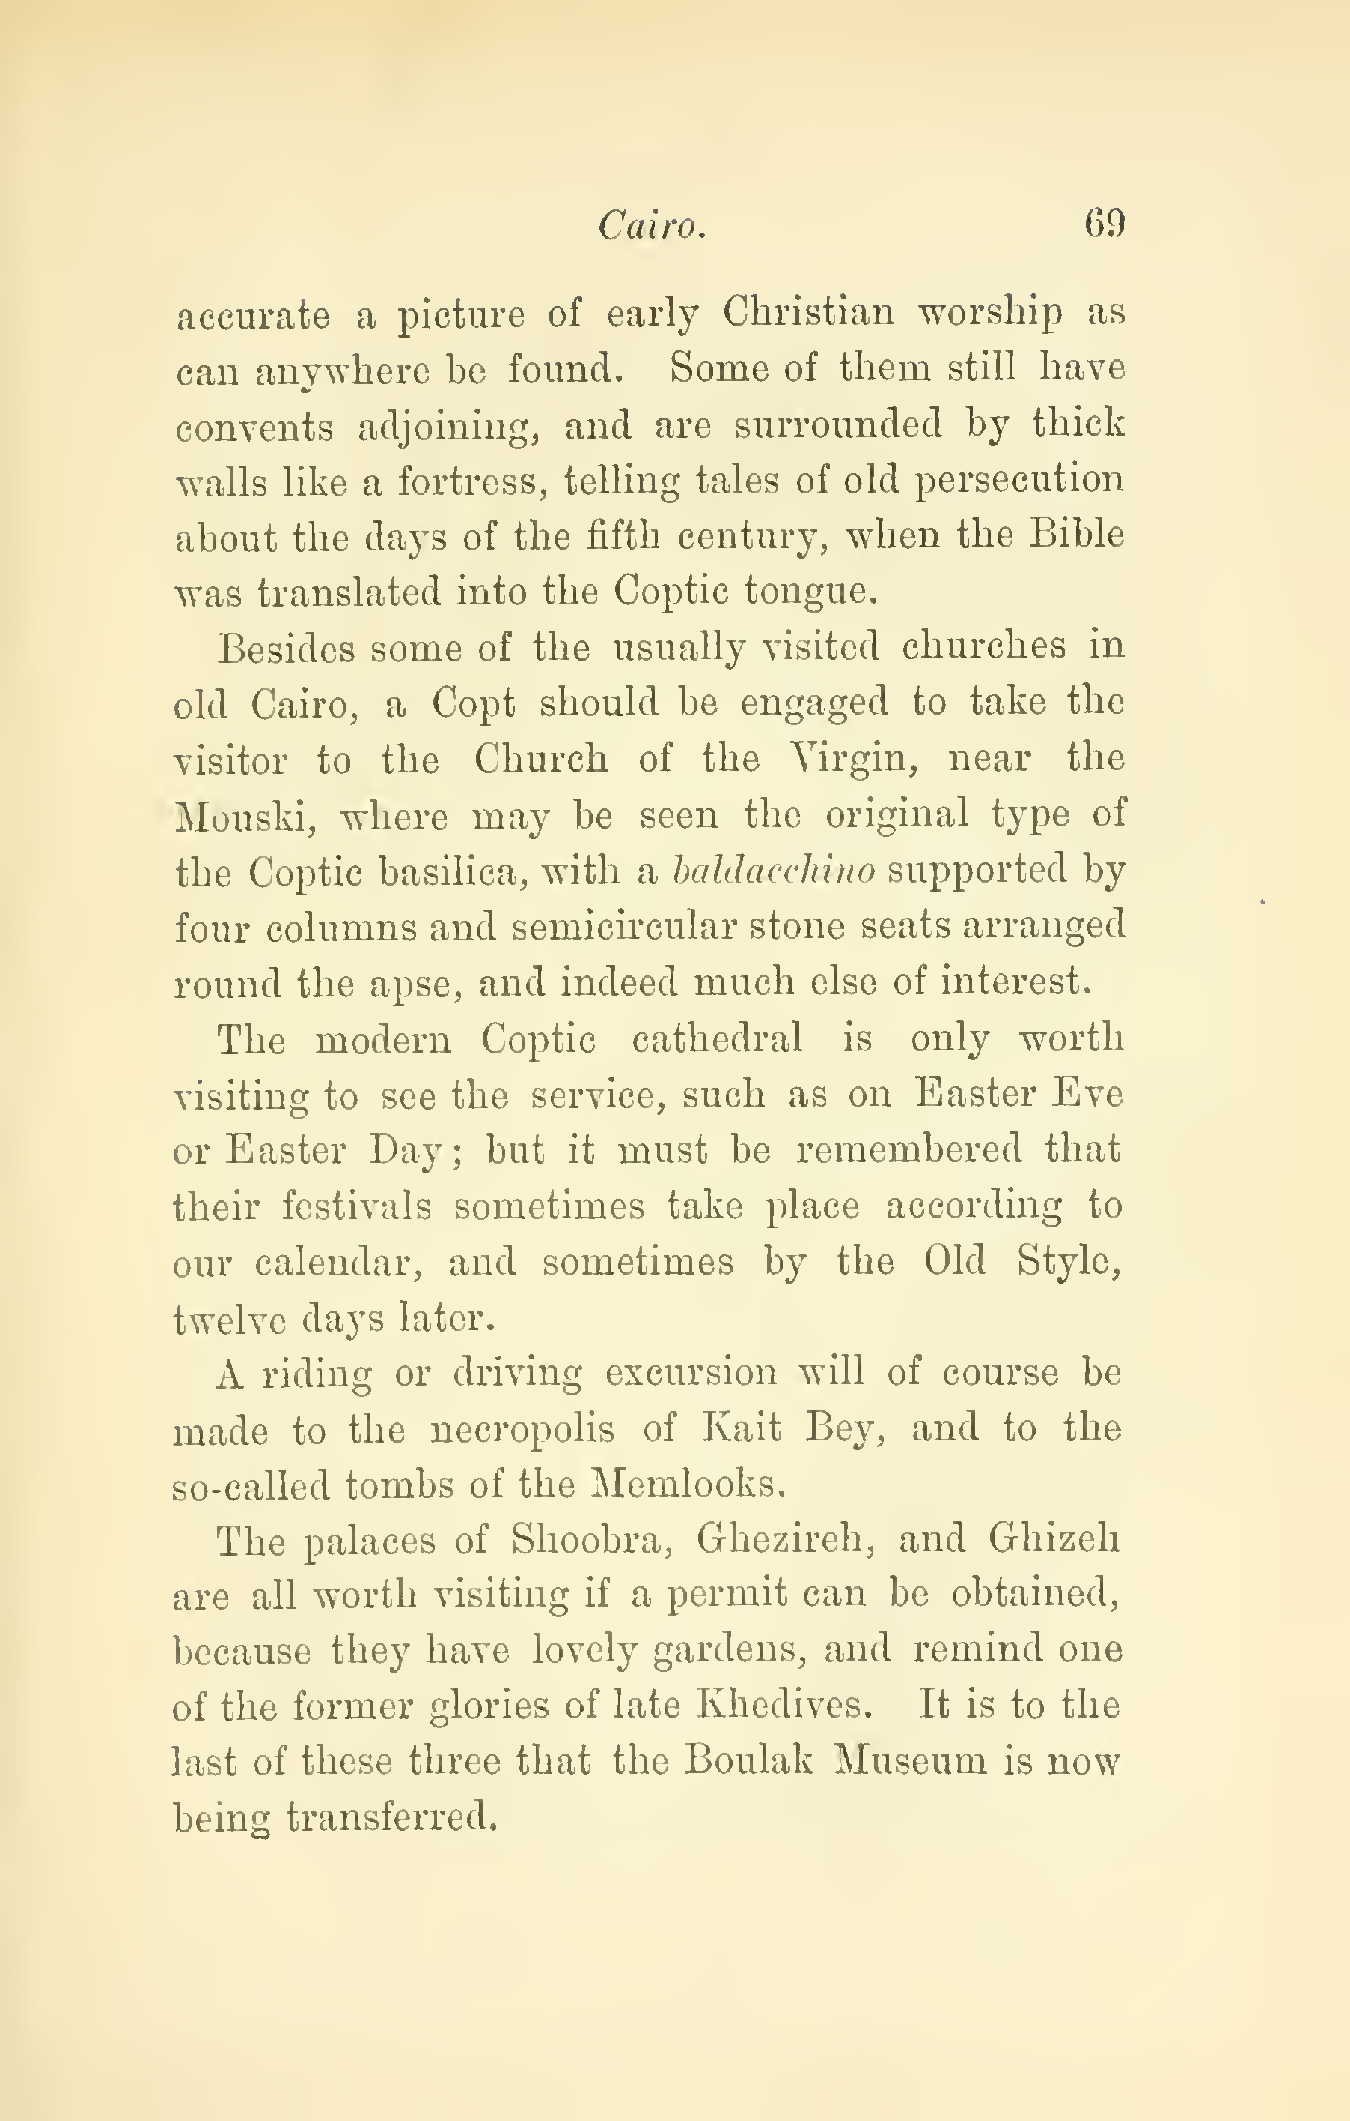 Cairo. 69
accurate a picture of early Christian worship as
can anywhere be found. Some of them still have
convents adjoining, and are surrounded by thick
walls like a fortress, telling tales of old persecution
about the days of the fifth century, when the Bible
was translated into the Coptic tongue.
Besides some of the usually visited churches in
old Cairo, a Copt should be engaged to take the
visitor to the Church of the Virgin, near the
Mouski, where may be seen the original type of
the Coptic basilica, with a baldacchino supported by
four columns and semicircular stone seats arranged
round the apse, and indeed much else of interest.
The modern Coptic cathedral is only worth
visiting to see the service, such as on Easter Eve
or Easter Day; but it must be remembered that
their festivals sometimes take place according to
our calendar, and sometimes by the Old Style,
twelve days later.
A riding or driving excursion will of course be
made to the necropolis of Kait Bey, and to the
so-called tombs of the Memlooks.
The palaces of Shoobra, Ghezireh, and Ghizeh
are all worth visiting if a permit can be obtained,
because they have lovely gardens, and remind one
of the former glories of late Khedives. It is to the
last of these three that the Boulak Museum is now
being transferred.